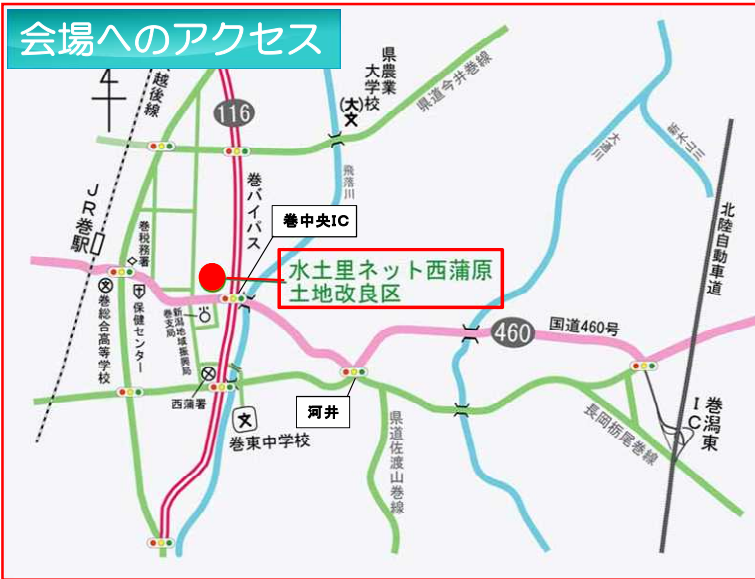 会場へのアクセス
越後線
4
116
県農業
大学校
(大)
文
県道今井巻線
飛落川
大通川
新木山川
北陸自動車道
JR巻駅
巻税務署
巻バイパス
巻中央IC
水土里ネット西蒲原
土地改良区
巻総合高等学校
保健センター
新潟地域振興局
巻支局
460
国道460号
西蒲署
文
巻東中学校
河井
県道佐渡山巻線
長岡栃尾巻線
巻潟東
IC